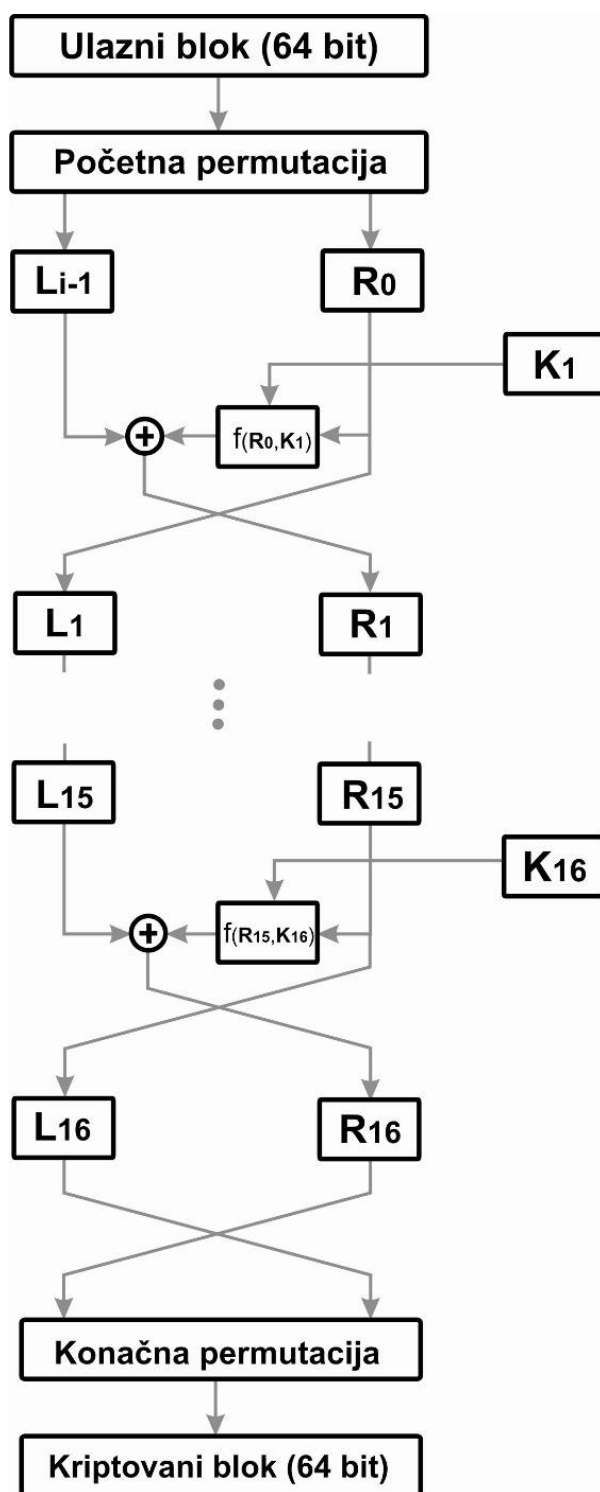 Ulazni blok (64 bit)
Početna permutacija
Li-1
R0
K1
f(R0,K1)
L1
R1
L15
R15
K16
f(R15,K16)
L16
R16
Konačna permutacija
Kriptovani blok (64 bit)